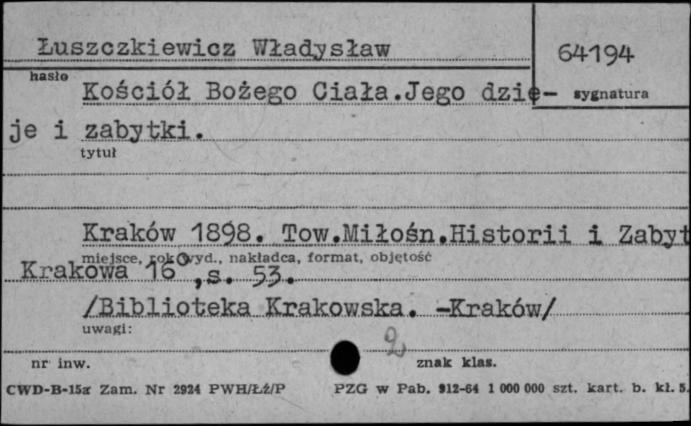 Łuszczkiewicz Władysław
64194
hasło
Kościół Bożego Ciała.Jego dzie-
sygnatura
je i zabytki.
tytuł
Kraków 1898. Tow.Miłośn.Historii i Zabyt
miejsce, rok wyd., nakładca, format, objętość
Krakowa 16°,s. 53.
/Biblioteka Krakowska. -Kraków/
uwagi:
2
nr inw.
znak klas.
CWD-B-15a Zam. Nr 2924 PWH/Łź/P PZG w Pab. 912-64 1 000 000 szt. kart. b. kl. 5.